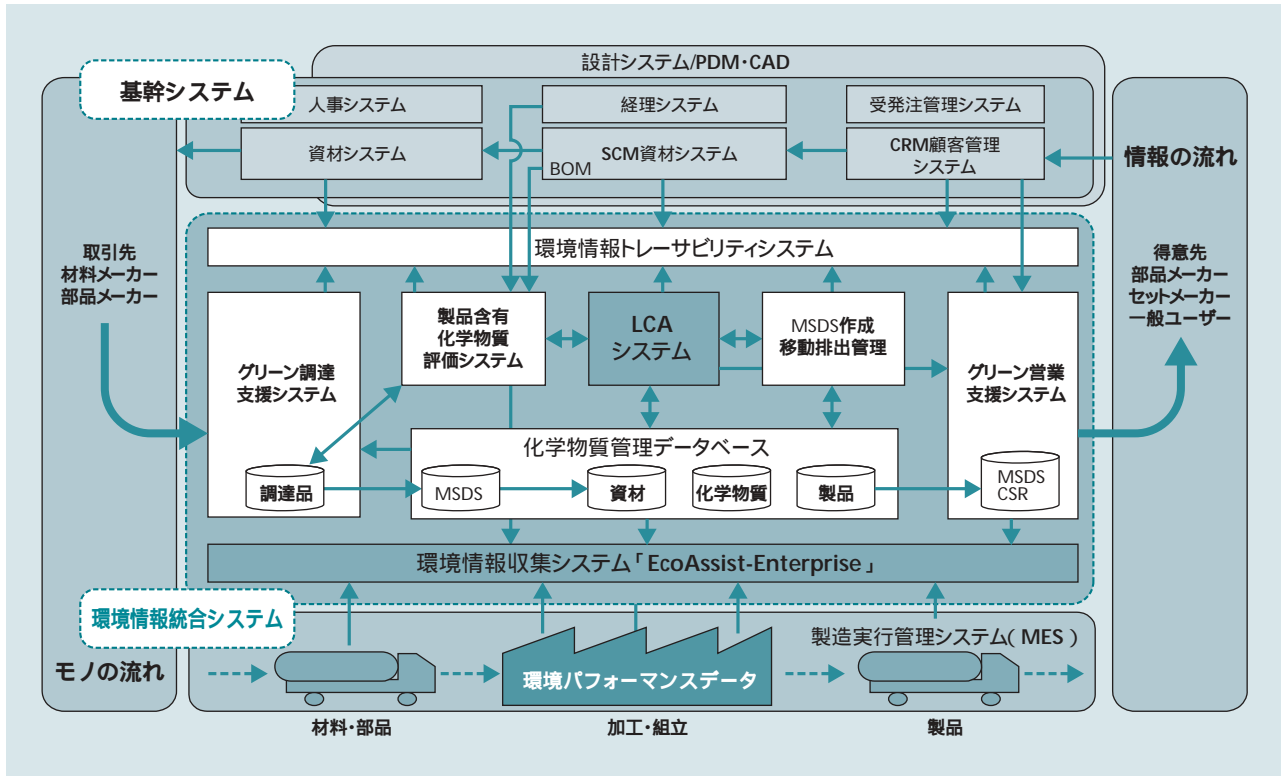 設計システム/PDM・CAD
基幹システム
人事システム
経理システム
受発注管理システム
資材システム
SCM資材システム
BOM
CRM顧客管理
システム
情報の流れ
環境情報トレーサビリティシステム
取引先
材料メーカー
部品メーカー
得意先
部品メーカー
セットメーカー
一般ユーザー
グリーン調達
支援システム
製品含有
化学物質
評価システム
LCA
システム
MSDS作成
移動排出管理
グリーン営業
支援システム
化学物質管理データベース
調達品
MSDS
資材
化学物質
製品
MSDS
CSR
環境情報収集システム「EcoAssist-Enterprise」
環境情報統合システム
製造実行管理システム(MES)
モノの流れ
環境パフォーマンスデータ
材料・部品
加工・組立
製品